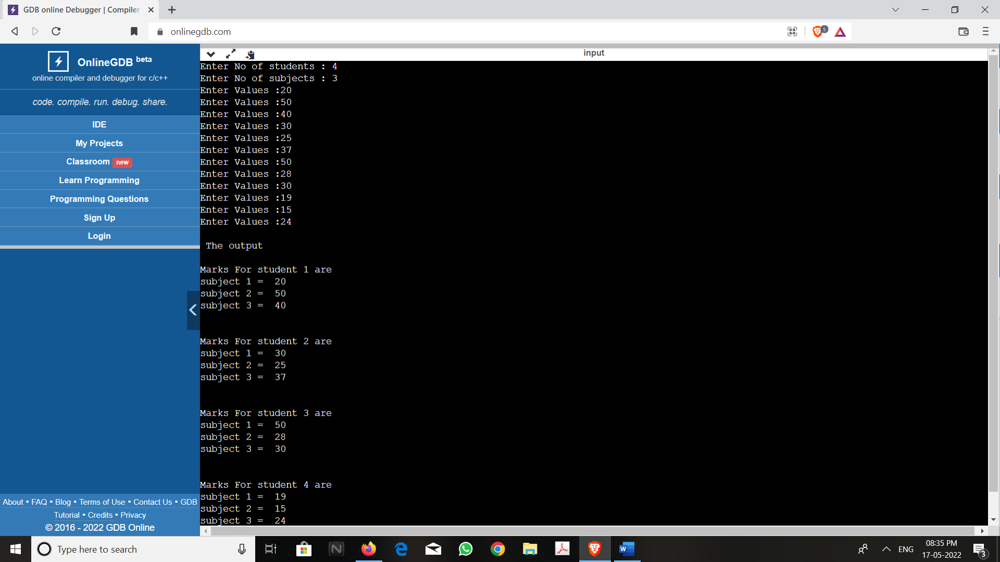 GDB online Debugger | Compiler
onlinegdb.com
5
OnlineGDB beta
online compiler and debugger for c/c++
code. compile. run. debug. share.
IDE
My Projects
Classroom new
Learn Programming
Programming Questions
Sign Up
Login
About • FAQ • Blog • Terms of Use • Contact Us • GDB
Tutorial • Credits • Privacy
© 2016 - 2022 GDB Online
input
Enter No of students : 4
Enter No of subjects : 3
Enter Values :20
Enter Values :50
Enter Values :40
Enter Values :30
Enter Values :25
Enter Values :37
Enter Values :50
Enter Values :28
Enter Values :30
Enter Values :19
Enter Values :15
Enter Values :24
The output
Marks For student 1 are
subject 1 =  20
subject 2 =  50
subject 3 =  40
Marks For student 2 are
subject 1 =  30
subject 2 =  25
subject 3 =  37
Marks For student 3 are
subject 1 =  50
subject 2 =  28
subject 3 =  30
Marks For student 4 are
subject 1 =  19
subject 2 =  15
subject 3 =  24
Type here to search
N
W
ENG
08:35 PM
17-05-2022
3